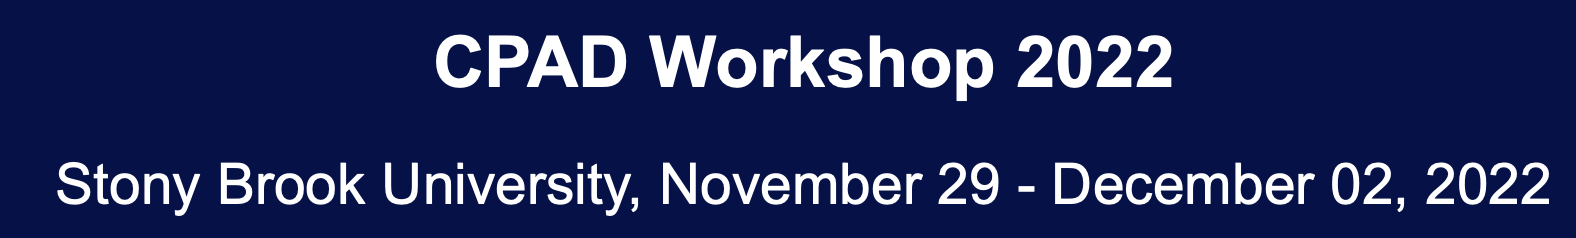 CPAD Workshop 2022
Stony Brook University, November 29 - December 02, 2022